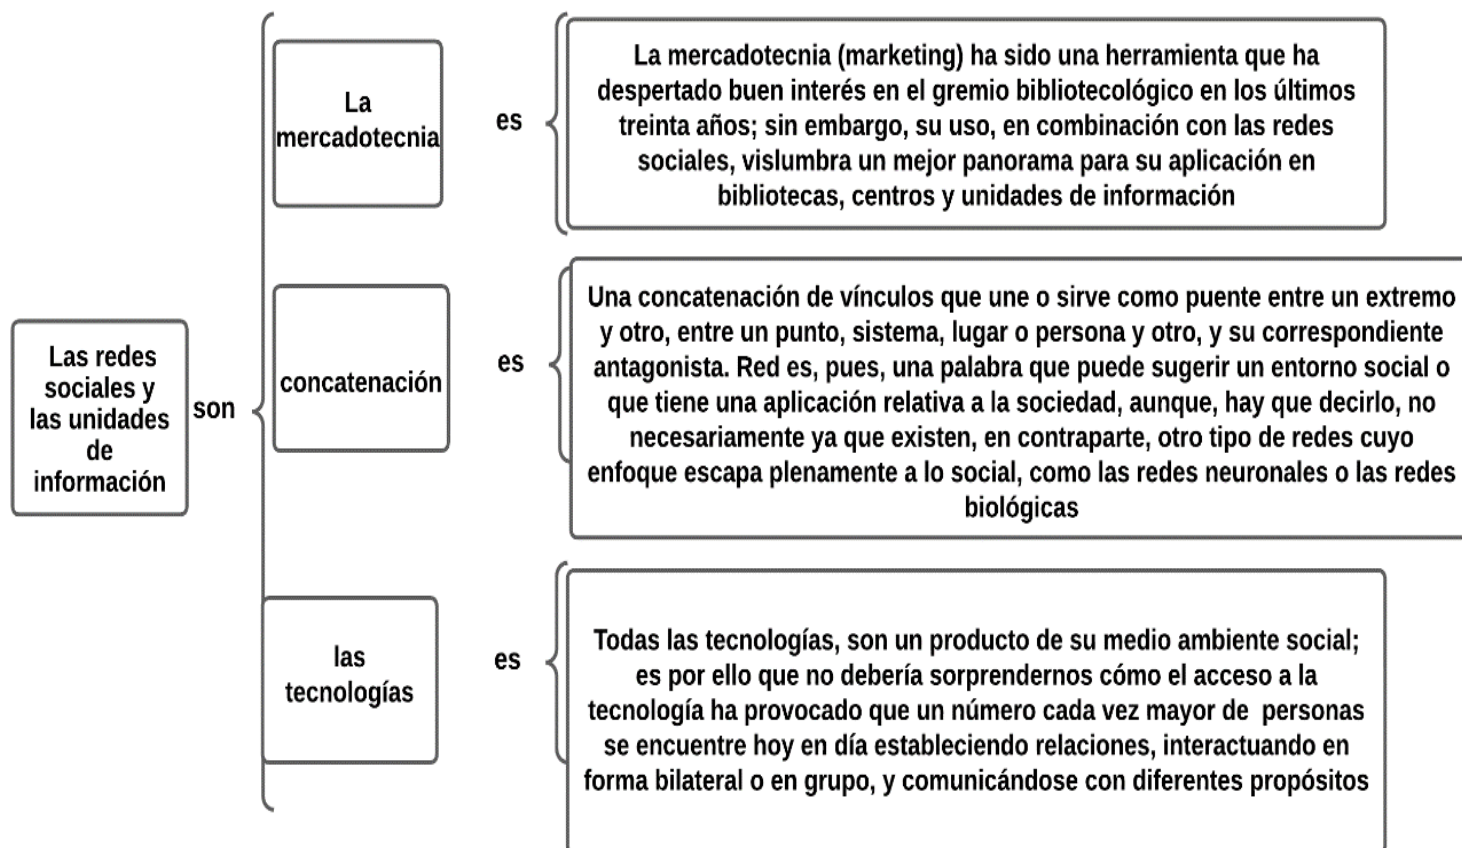 Las redes
sociales y
las unidades
de
información
son
La
mercadotecnia
es
La mercadotecnia (marketing) ha sido una herramienta que ha
despertado buen interés en el gremio bibliotecológico en los últimos
treinta años; sin embargo, su uso, en combinación con las redes
sociales, vislumbra un mejor panorama para su aplicación en
bibliotecas, centros y unidades de información
concatenación
es
Una concatenación de vínculos que une o sirve como puente entre un extremo
y otro, entre un punto, sistema, lugar o persona y otro, y su correspondiente
antagonista. Red es, pues, una palabra que puede sugerir un entorno social o
que tiene una aplicación relativa a la sociedad, aunque, hay que decirlo, no
necesariamente ya que existen, en contraparte, otro tipo de redes cuyo
enfoque escapa plenamente a lo social, como las redes neuronales o las redes
biológicas
las
tecnologías
es
Todas las tecnologías, son un producto de su medio ambiente social;
es por ello que no debería sorprendernos cómo el acceso a la
tecnología ha provocado que un número cada vez mayor de  personas
se encuentre hoy en día estableciendo relaciones, interactuando en
forma bilateral o en grupo, y comunicándose con diferentes propósitos